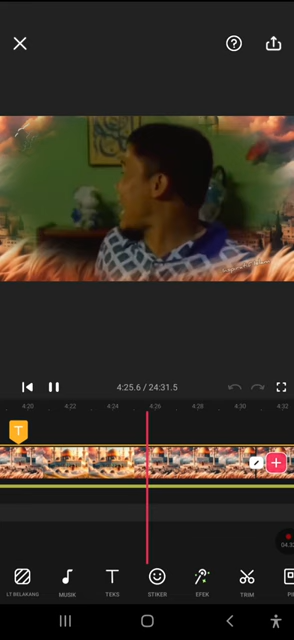 4:25.6 / 24:31.5
4:20 4:22 4:24 4:26 4:28 4:30 4:32
T
LT BELAKANG MUSIK TEKS STIKER EFEK TRIM PI